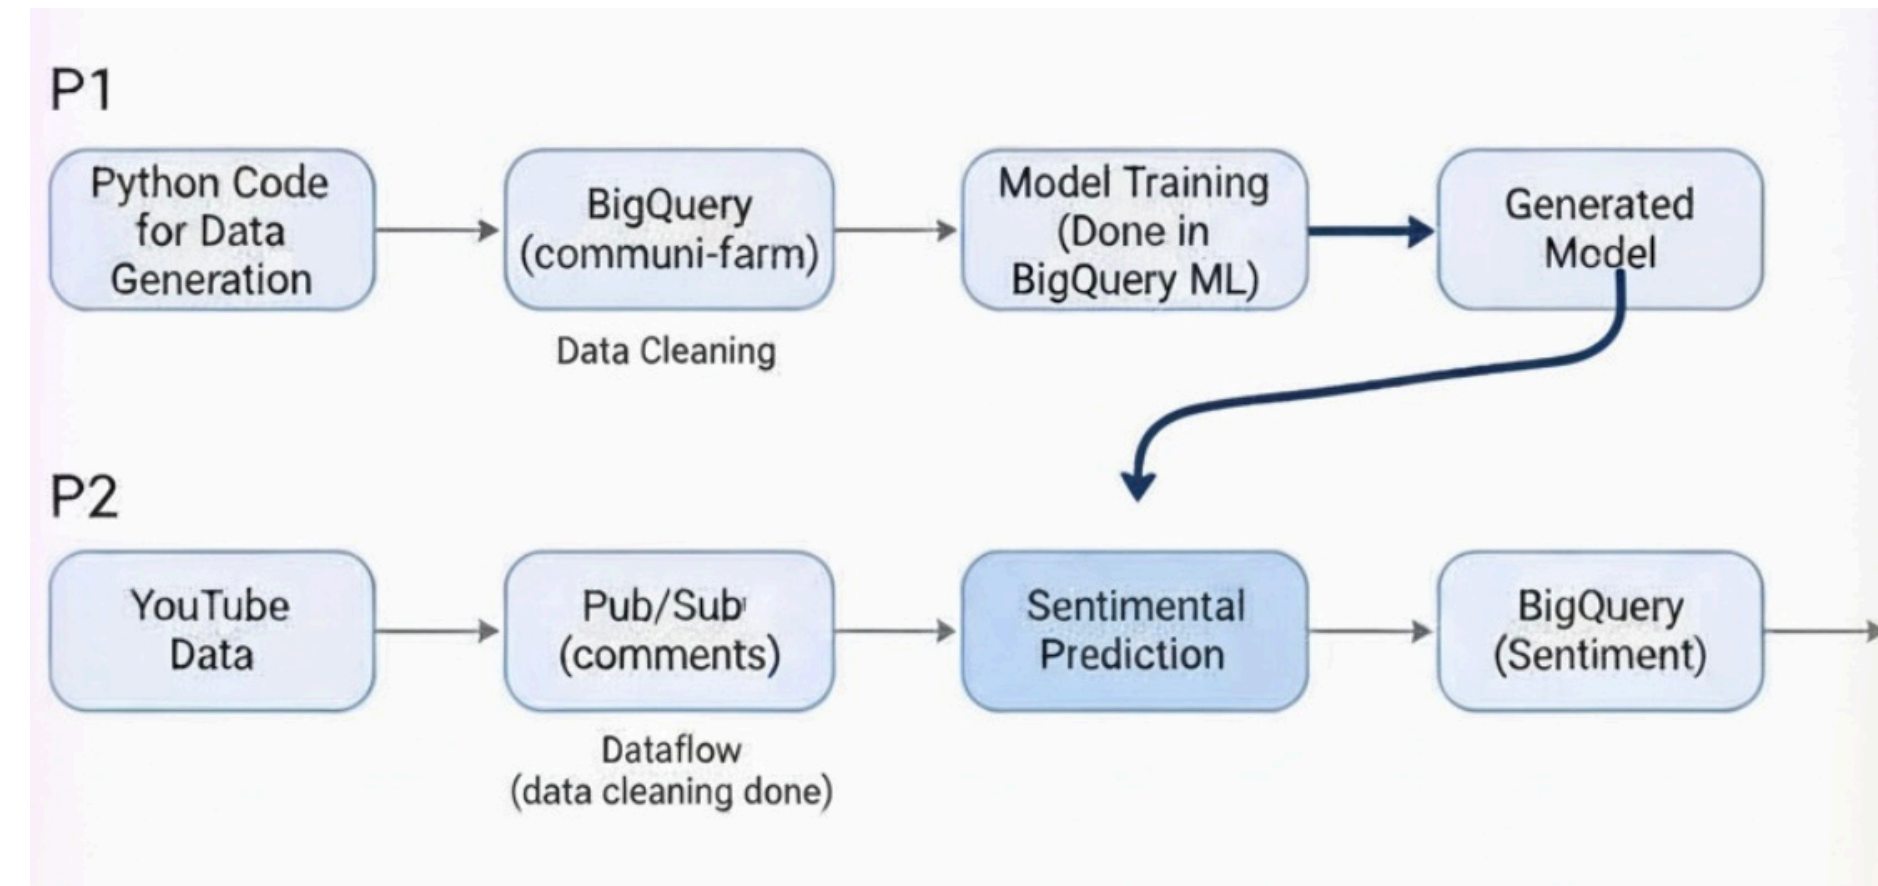 P1
Python Code
for Data
Generation
BigQuery
(communi-farm)
Data Cleaning
Model Training
(Done in
BigQuery ML)
Generated
Model
P2
YouTube
Data
Pub/Sub
(comments)
Dataflow
(data cleaning done)
Sentimental
Prediction
BigQuery
(Sentiment)